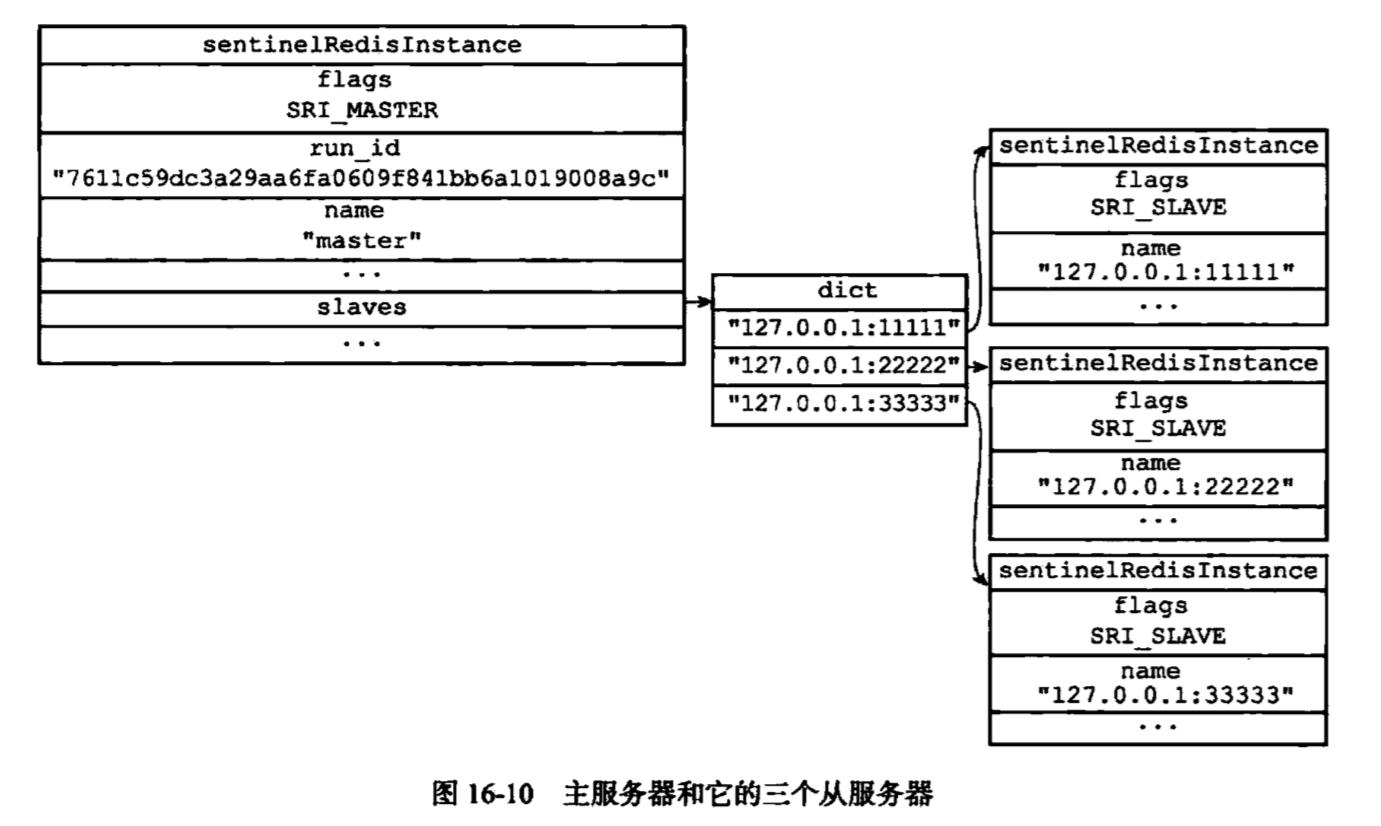 sentinelRedisInstance
flags
SRI_MASTER
run_id
"7611c59dc3a29aa6fa0609f841bb6a1019008a9c"
name
"master"
...
slaves
...
dict
"127.0.0.1:11111"
"127.0.0.1:22222"
"127.0.0.1:33333"
sentinelRedisInstance
flags
SRI_SLAVE
name
"127.0.0.1:11111"
...
sentinelRedisInstance
flags
SRI_SLAVE
name
"127.0.0.1:22222"
...
sentinelRedisInstance
flags
SRI_SLAVE
name
"127.0.0.1:33333"
...
图 16-10 主服务器和它的三个从服务器